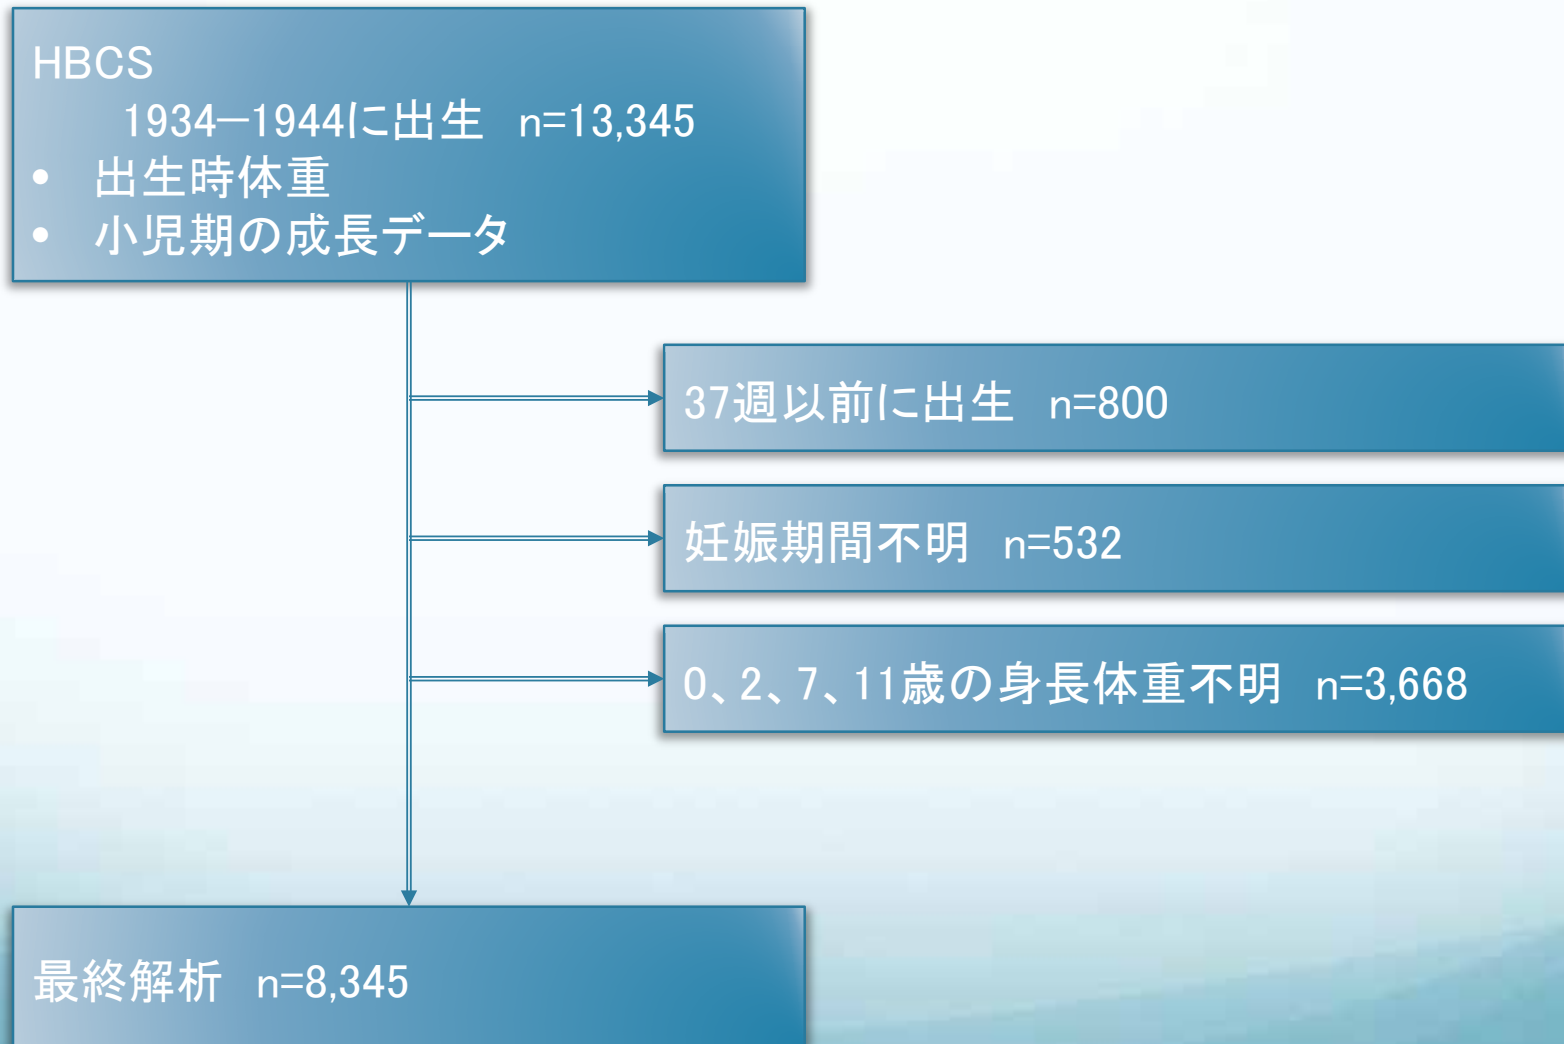 HBCS
1934—1944に出生　n=13,345
• 出生時体重
• 小児期の成長データ
37週以前に出生　n=800
妊娠期間不明　n=532
0、2、7、11歳の身長体重不明　n=3,668
最終解析　n=8,345